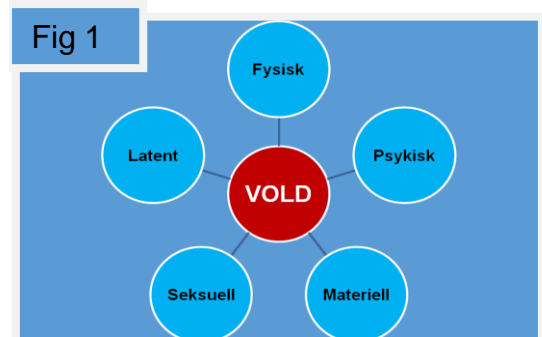 Fig 1
Fysisk
Latent
Psykisk
VOLD
Seksuell
Materiell